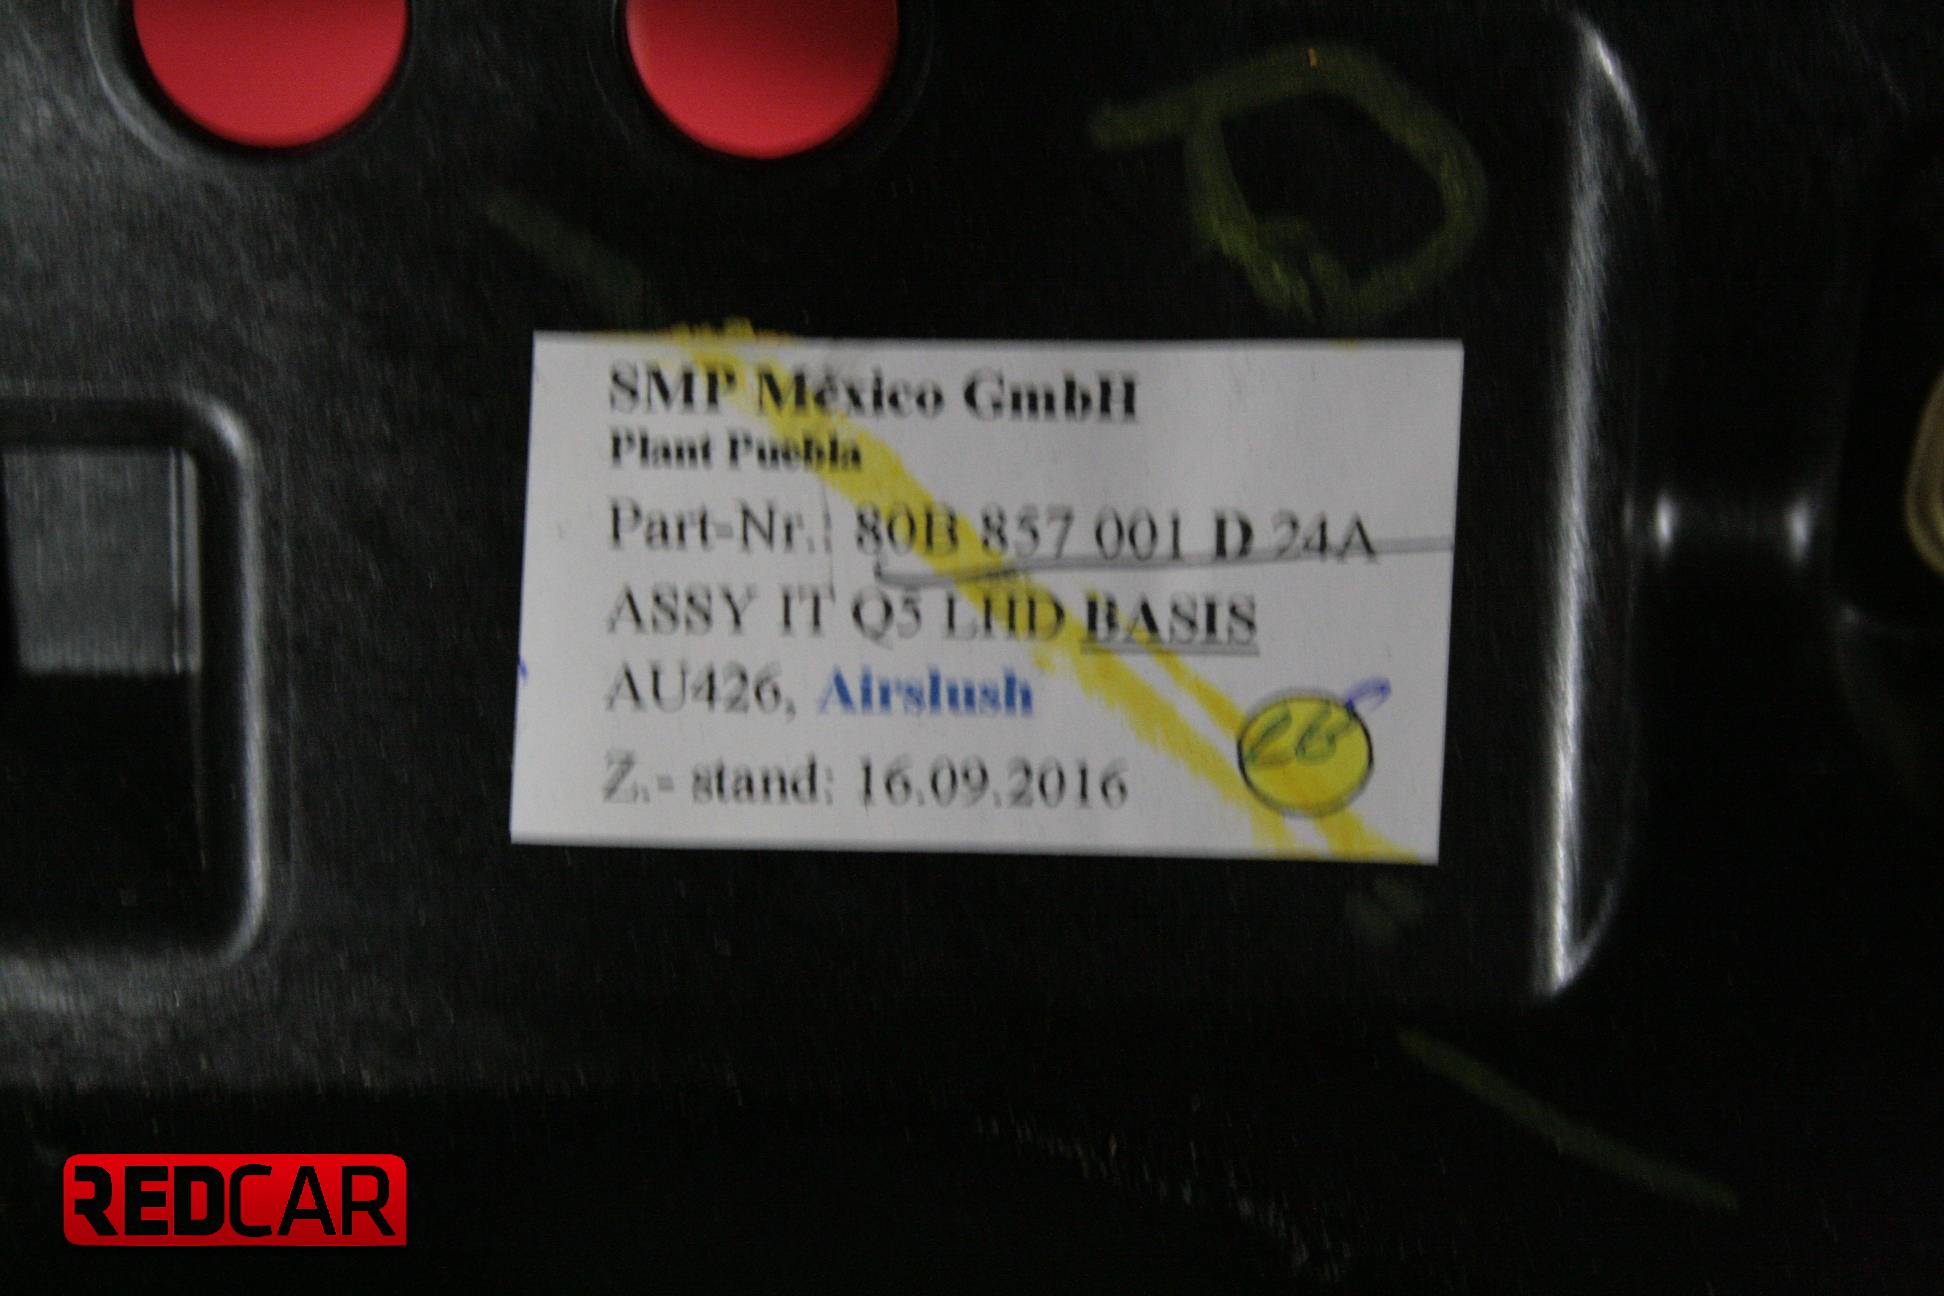 SMP México GmbH
Plant Puebla
Part-Nr.: 80B 857 001 D 24A
ASSY IT Q5 LHD BASIS
AU426, Airslush
Z.- stand: 16.09.2016
REDCAR